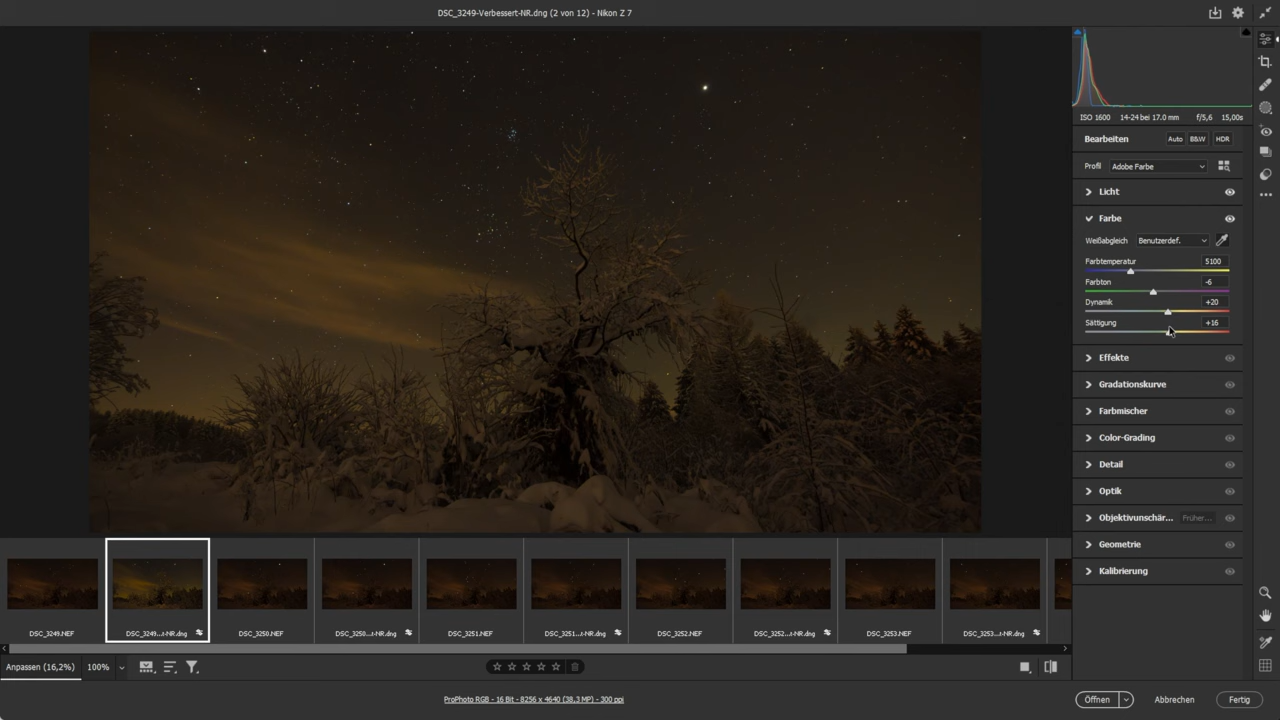 DSC_3249-Verbessert-NR.dng (2 von 12) - Nikon Z 7
ISO 1600 14-24 bei 17.0 mm f/5,6 15,00s
Bearbeiten Auto B&W HDR
Profil Adobe Farbe
Licht
Farbe
Weißabgleich Benutzerdef.
Farbtemperatur 5100
Farbton -6
Dynamik +20
Sättigung +16
Effekte
Gradationskurve
Farbmischer
Color-Grading
Detail
Optik
Objektivunschär... Früher...
Geometrie
Kalibrierung
DSC_3249.NEF DSC_3249...r-NR.dng DSC_3250.NEF DSC_3250...r-NR.dng DSC_3251.NEF DSC_3251...r-NR.dng DSC_3252.NEF DSC_3252...r-NR.dng DSC_3253.NEF DSC_3253...r-NR.dng
Anpassen (16,2%) 100%
ProPhoto RGB - 16 Bit - 8256 x 4640 (38,3 MP) - 300 ppi
Öffnen Abbrechen Fertig